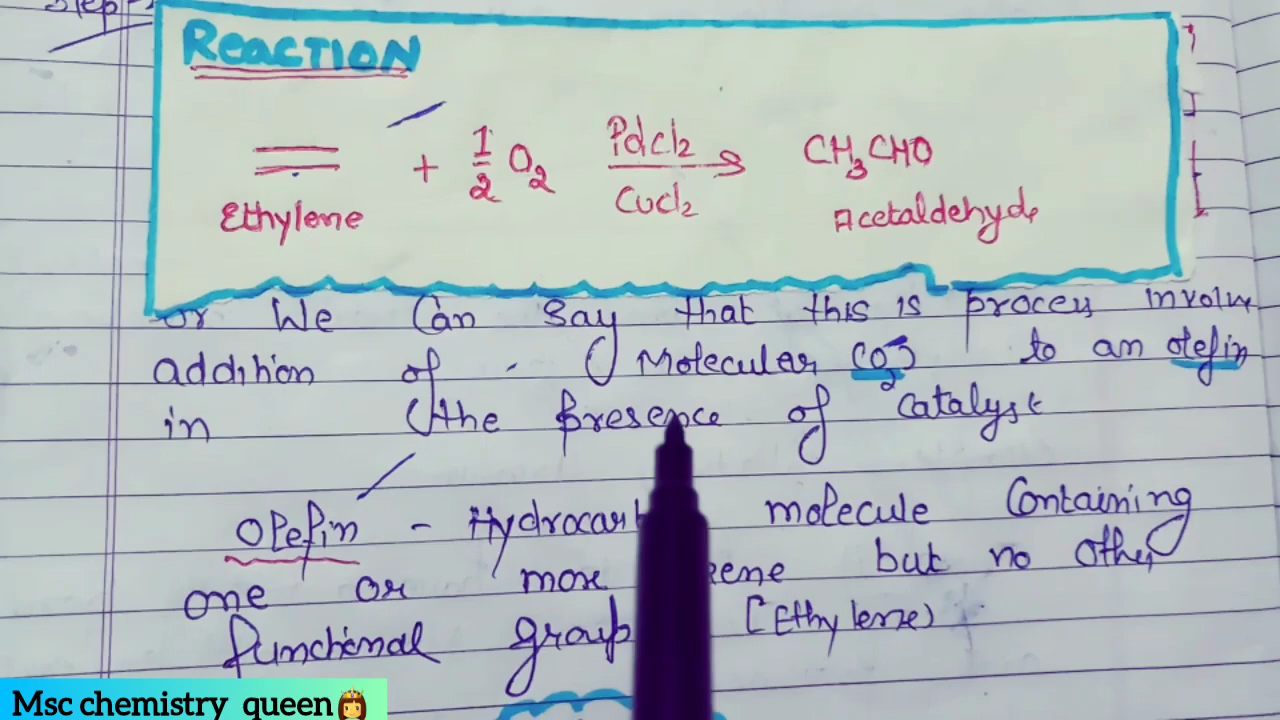 Step-
REACTION
+ 1/2 O2 PdCl2 CH3CHO
CuCl2
Ethylene Acetaldehyde
or We Can Say that this is process involve
addition of Molecular (O2) to an olefin
in the presence of catalyst
Olefin - molecule Containing
one or more but no other
functional group [Ethylene)
Msc chemistry queen👸